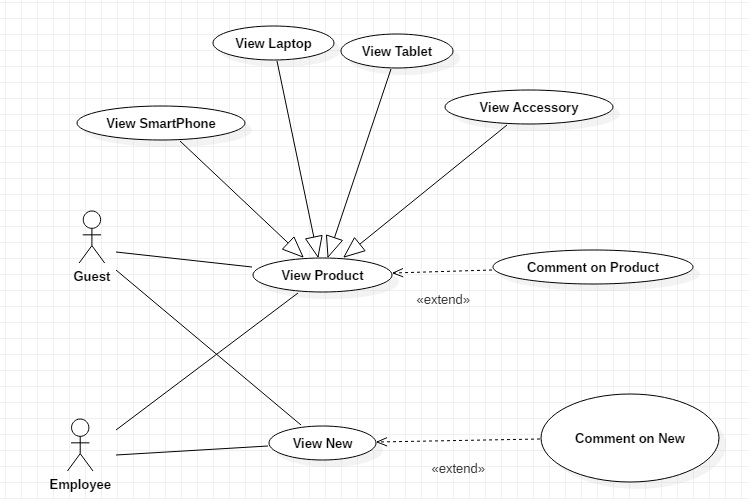 View Laptop
View Tablet
View Accessory
View SmartPhone
Guest
View Product
Comment on Product
«extend»
View New
Comment on New
«extend»
Employee